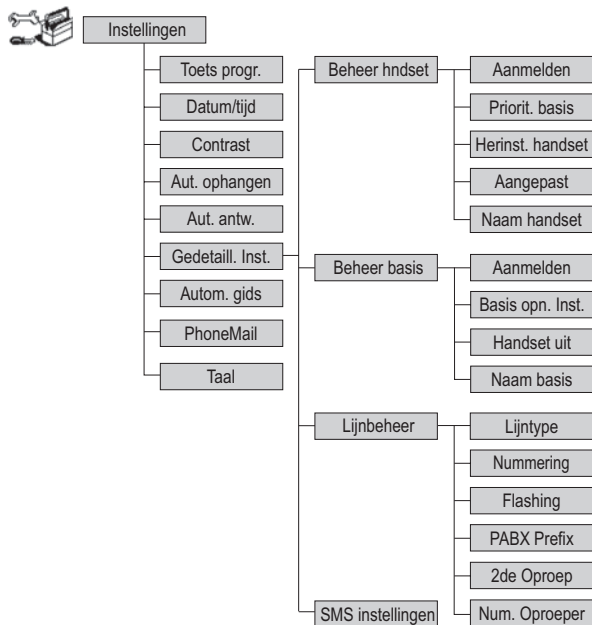 Instellingen
Toets progr.
Datum/tijd
Contrast
Aut. ophangen
Aut. antw.
Gedetaill. Inst.
Autom. gids
PhoneMail
Taal
Beheer hndset
Aanmelden
Priorit. basis
Herinst. handset
Aangepast
Naam handset
Beheer basis
Aanmelden
Basis opn. Inst.
Handset uit
Naam basis
Lijnbeheer
Lijntype
Nummering
Flashing
PABX Prefix
2de Oproep
Num. Oproeper
SMS instellingen